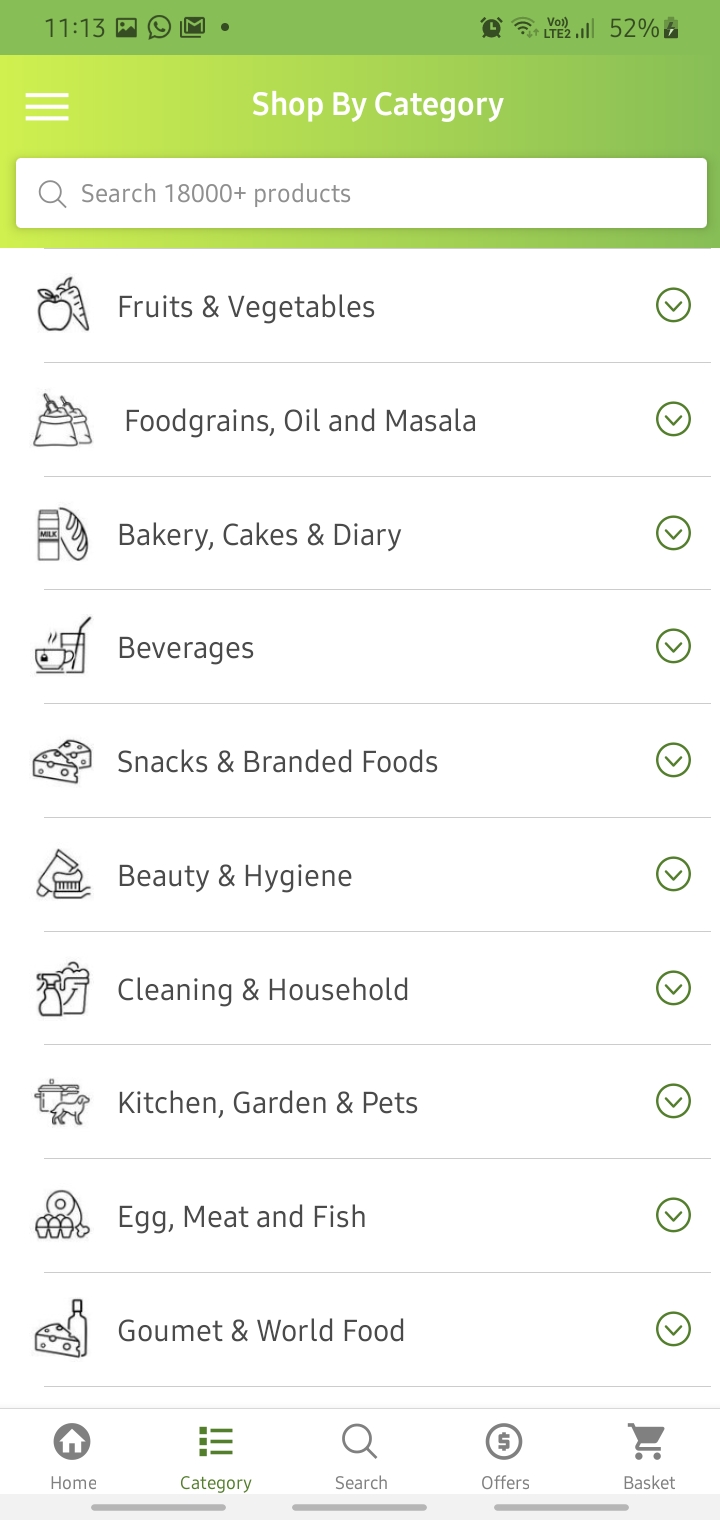 11:13
Vo))
LTE2
52%
Shop By Category
Search 18000+ products
Fruits & Vegetables
Foodgrains, Oil and Masala
MILK
Bakery, Cakes & Diary
Beverages
Snacks & Branded Foods
Beauty & Hygiene
Cleaning & Household
Kitchen, Garden & Pets
Egg, Meat and Fish
Goumet & World Food
Home Category Search Offers Basket